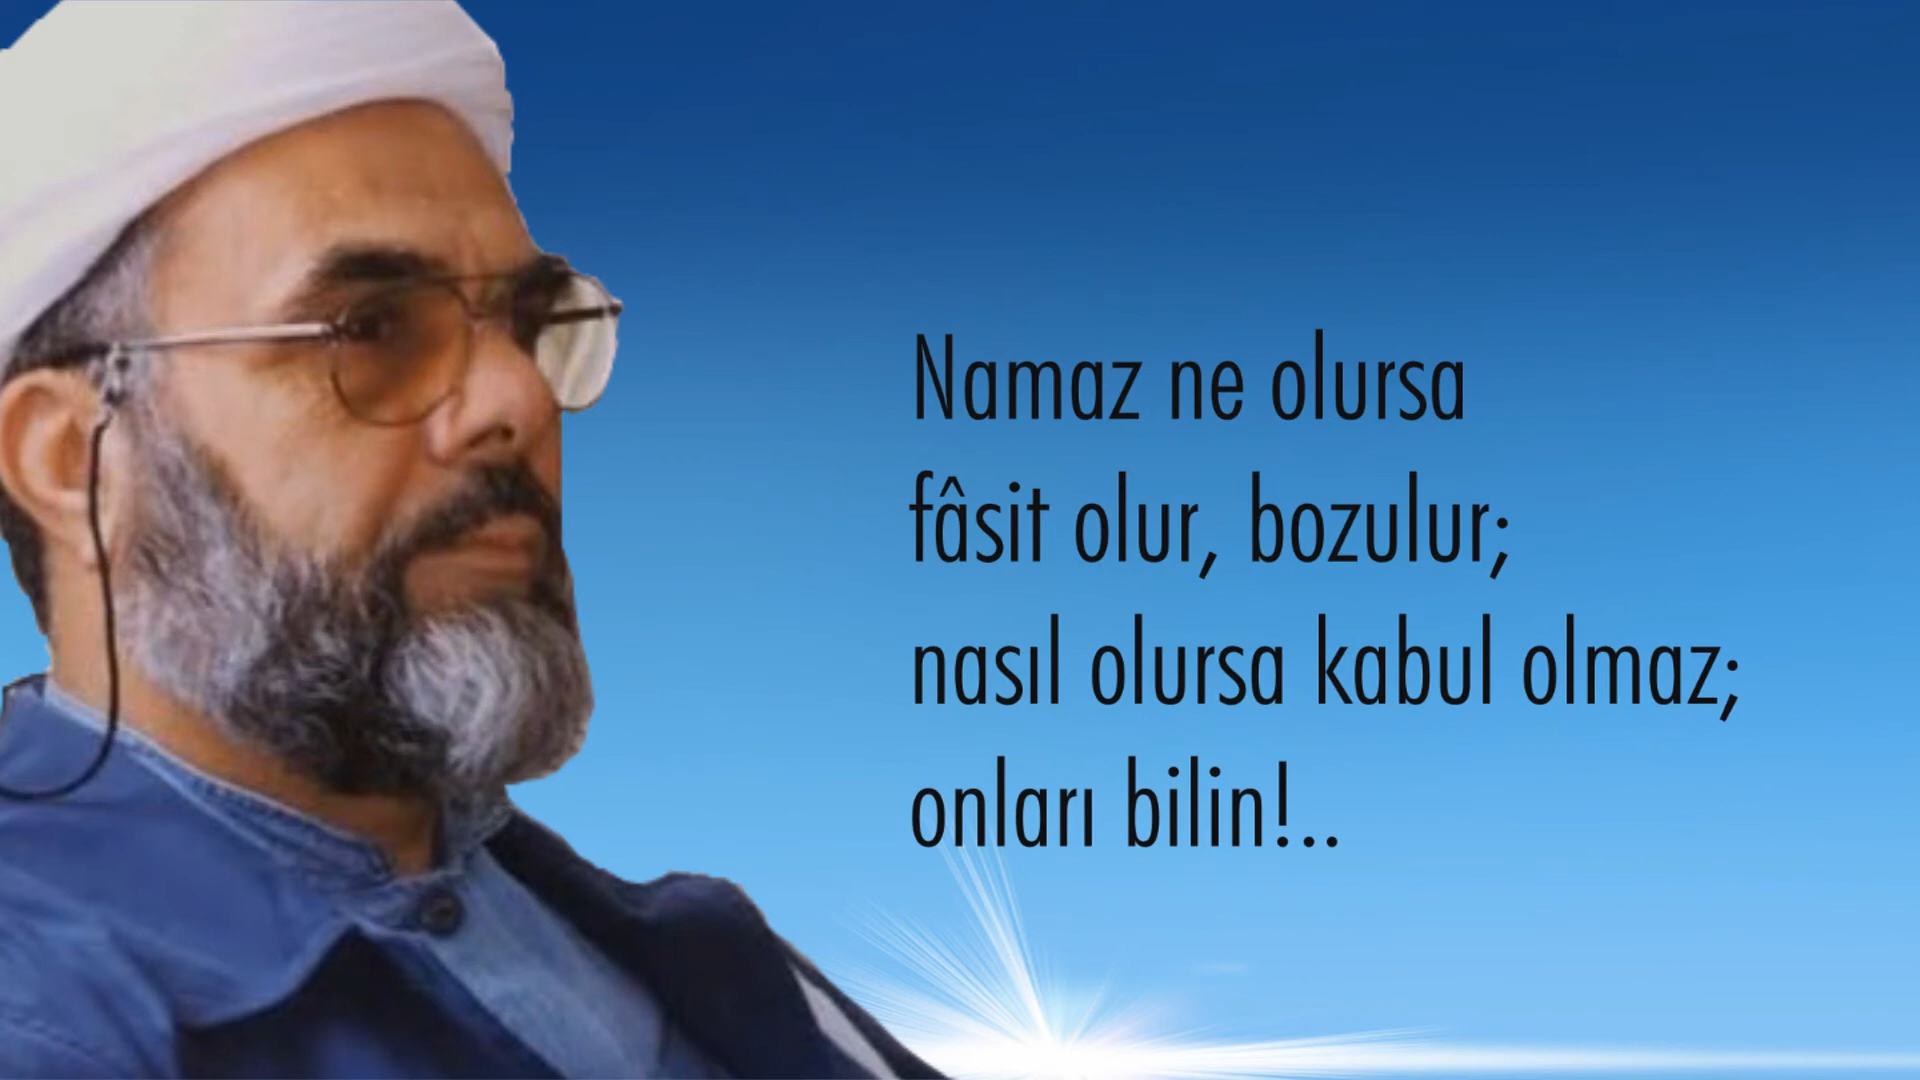 Namaz ne olursa
fâsit olur, bozulur;
nasıl olursa kabul olmaz;
onları bilin!..